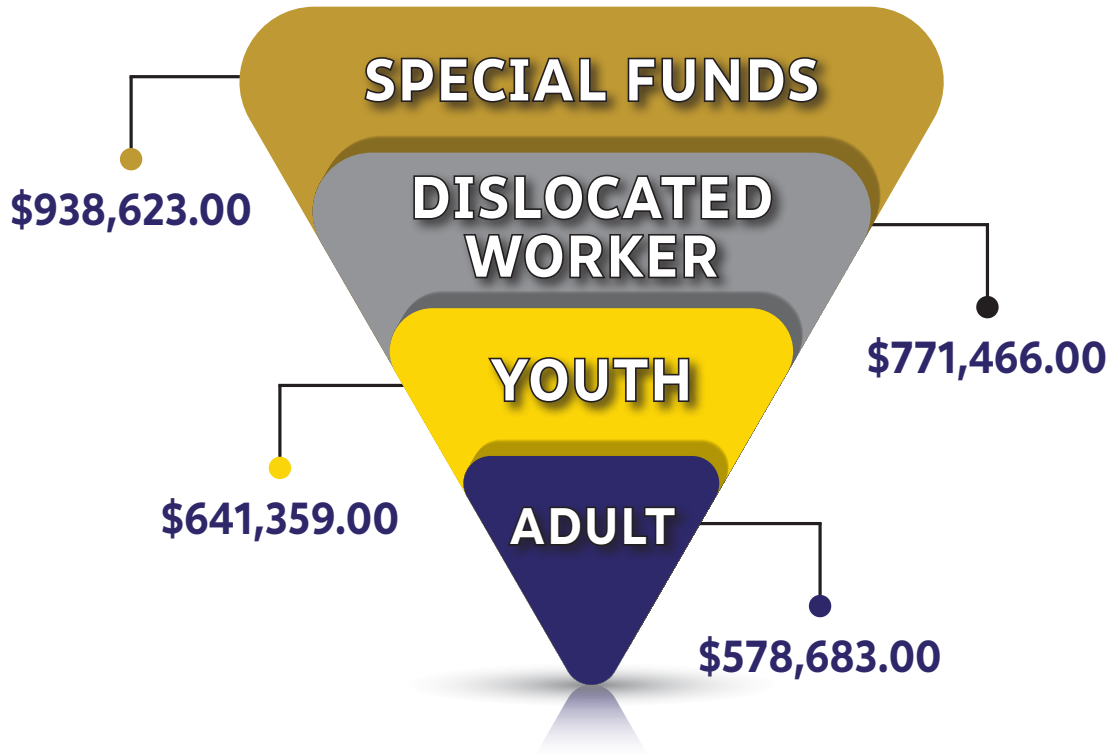 SPECIAL FUNDS
$938,623.00
DISLOCATED
WORKER
$771,466.00
YOUTH
$641,359.00
ADULT
$578,683.00